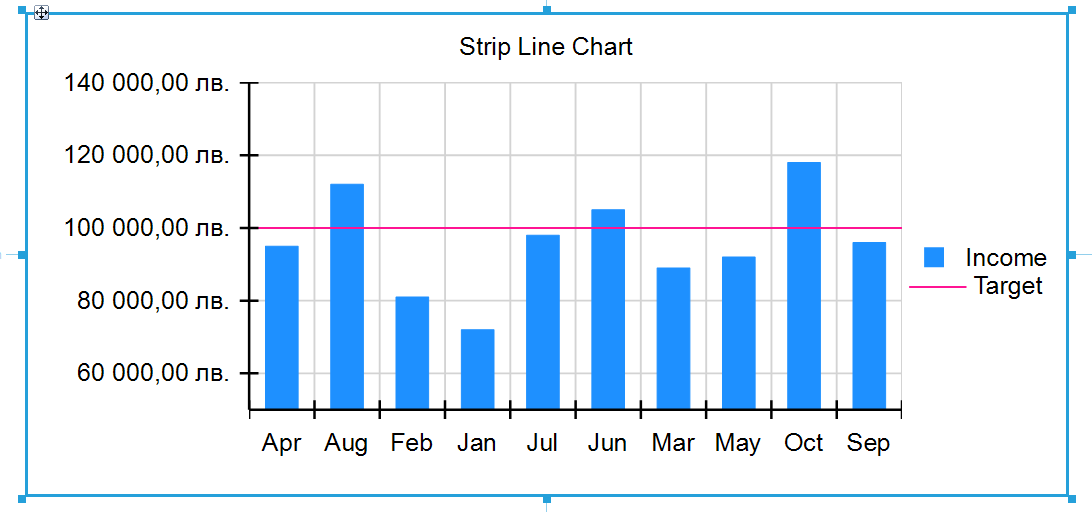 Strip Line Chart
140 000,00 лв.
120 000,00 лв.
100 000,00 лв.
80 000,00 лв.
60 000,00 лв.
Income
Target
Apr Aug Feb Jan Jul Jun Mar May Oct Sep